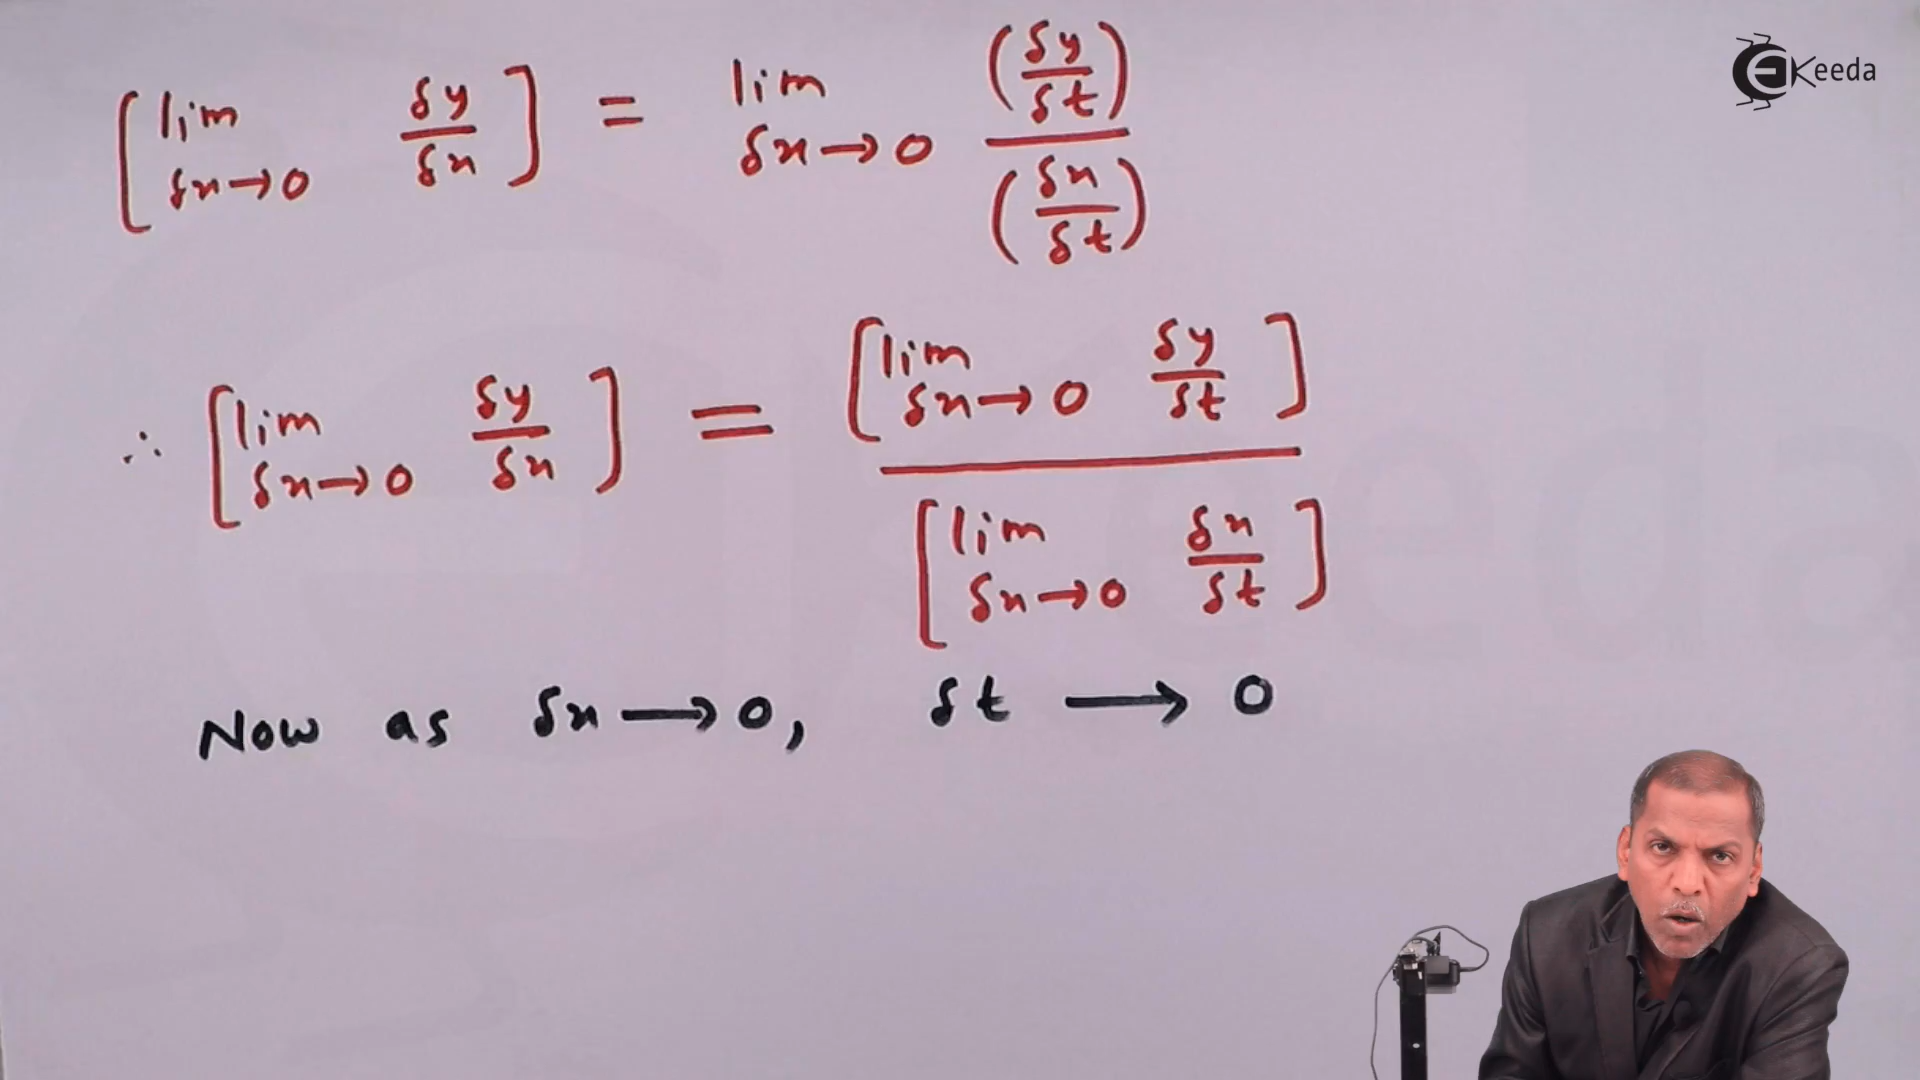 eKeeda
[lim δx→0 δy/δx] = lim δx→0 (δy/δt)/(δx/δt)
∴ [lim δx→0 δy/δx] = [lim δx→0 δy/δt]/[lim δx→0 δx/δt]
Now as δx → 0, δt → 0